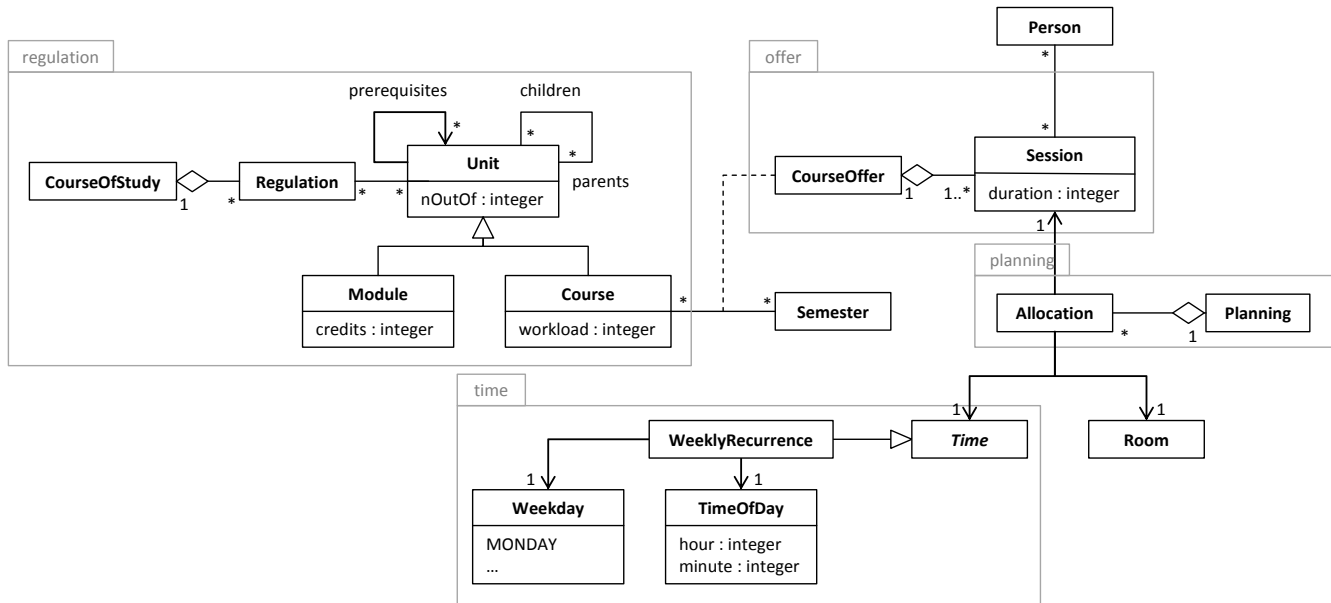 Person
regulation
offer
prerequisites
children
*
*
*
*
*
Unit
nOutOf : integer
parents
CourseOfStudy
1
*
Regulation
*
*
Session
duration : integer
CourseOffer
1
1..*
1
planning
Module
credits : integer
Course
workload : integer
*
*
Semester
Allocation
*
1
Planning
time
1
1
WeeklyRecurrence
Time
Room
1
1
Weekday
MONDAY
...
TimeOfDay
hour : integer
minute : integer